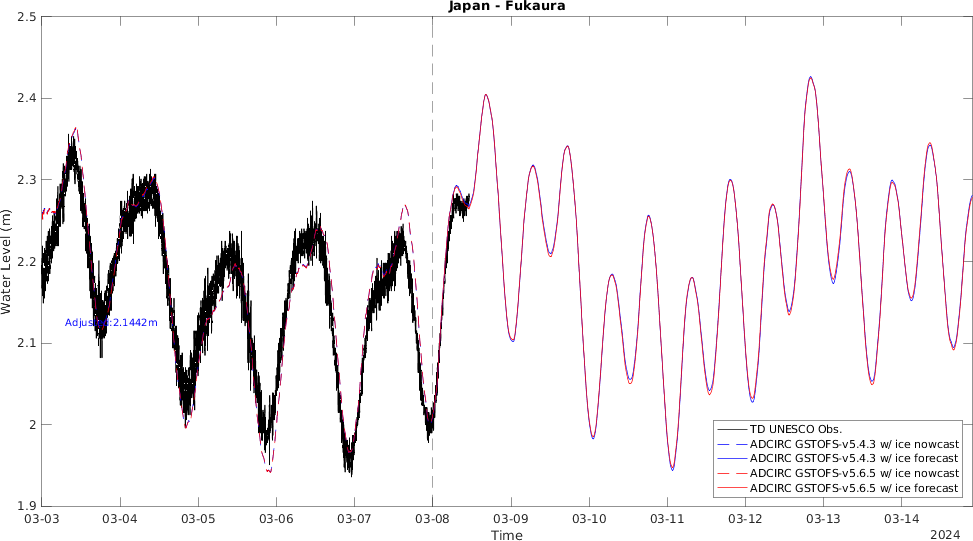 Japan - Fukaura
2.5
2.4
2.3
2.2
2.1
2
1.9
Water Level (m)
Adjusted:2.1442m
TD UNESCO Obs.
ADCIRC GSTOFS-v5.4.3 w/ ice nowcast
ADCIRC GSTOFS-v5.4.3 w/ ice forecast
ADCIRC GSTOFS-v5.6.5 w/ ice nowcast
ADCIRC GSTOFS-v5.6.5 w/ ice forecast
03-03 03-04 03-05 03-06 03-07 03-08 03-09 03-10 03-11 03-12 03-13 03-14
Time
2024